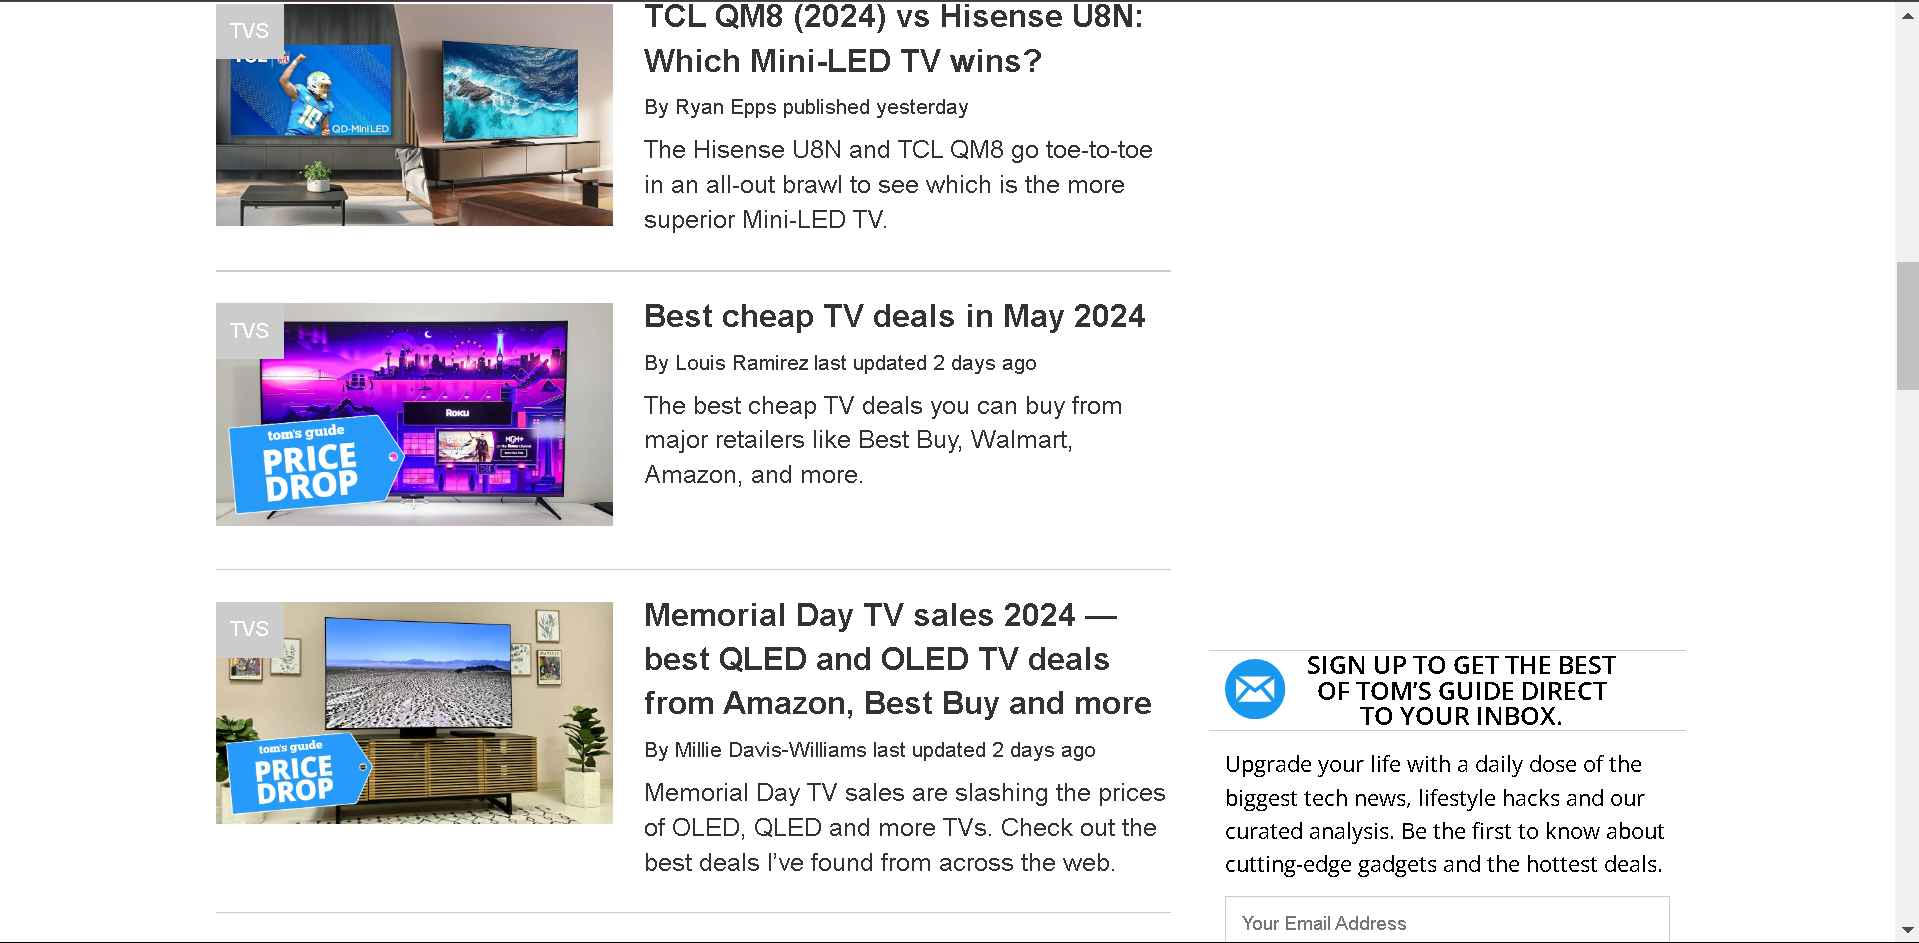 TVS
TCL QM8 (2024) vs Hisense U8N:
Which Mini-LED TV wins?
By Ryan Epps published yesterday
The Hisense U8N and TCL QM8 go toe-to-toe
in an all-out brawl to see which is the more
superior Mini-LED TV.
10
QD-Mini LED
TVS
Best cheap TV deals in May 2024
By Louis Ramirez last updated 2 days ago
The best cheap TV deals you can buy from
major retailers like Best Buy, Walmart,
Amazon, and more.
Roku
MGM+
tom's guide
PRICE
DROP
TVS
Memorial Day TV sales 2024 —
best QLED and OLED TV deals
from Amazon, Best Buy and more
By Millie Davis-Williams last updated 2 days ago
Memorial Day TV sales are slashing the prices
of OLED, QLED and more TVs. Check out the
best deals I’ve found from across the web.
tom's guide
PRICE
DROP
SIGN UP TO GET THE BEST
OF TOM’S GUIDE DIRECT
TO YOUR INBOX.
Upgrade your life with a daily dose of the
biggest tech news, lifestyle hacks and our
curated analysis. Be the first to know about
cutting-edge gadgets and the hottest deals.
Your Email Address